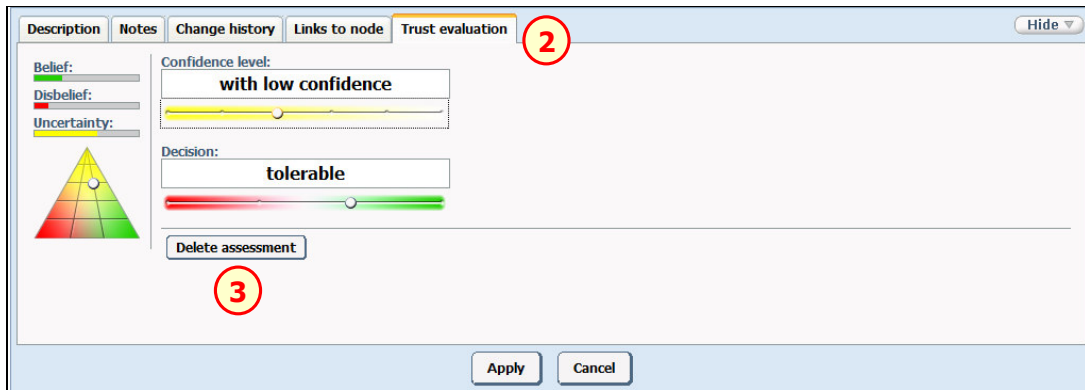 Description Notes Change history Links to node Trust evaluation 2 Hide
Belief:
Disbelief:
Uncertainty:
Confidence level:
with low confidence
Decision:
tolerable
Delete assessment
3
Apply Cancel